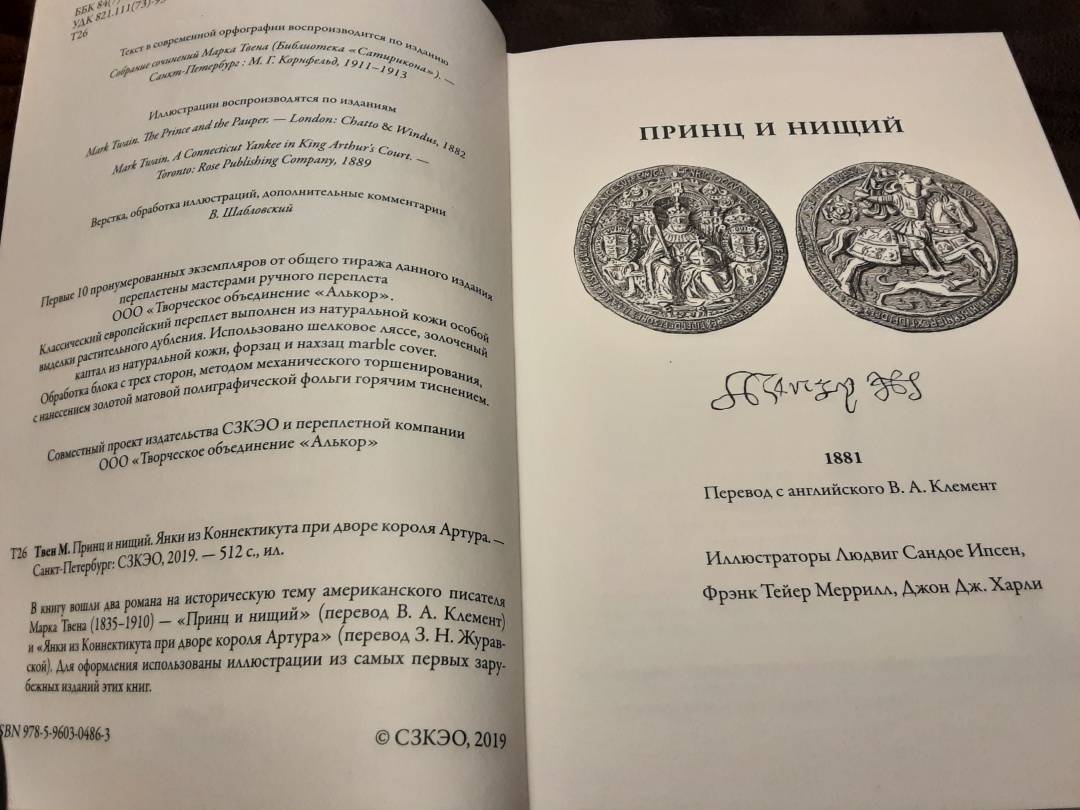 ББК 84(7)
УДК 821.111(73)-93
Т26
Текст в современной орфографии воспроизводится по изданию
Собрание сочинений Марка Твена (Библиотека «Сатирикона»). —
Санкт-Петербург : М. Г. Корнфельд, 1911–1913
Иллюстрации воспроизводятся по изданиям
Mark Twain. The Prince and the Pauper. — London: Chatto & Windus, 1882
Mark Twain. A Connecticut Yankee in King Arthur's Court. —
Toronto: Rose Publishing Company, 1889
Верстка, обработка иллюстраций, дополнительные комментарии
В. Шабловский
Первые 10 пронумерованных экземпляров от общего тиража данного издания
переплетены мастерами ручного переплета
ООО «Творческое объединение «Алькор».
Классический европейский переплет выполнен из натуральной кожи особой
выделки растительного дубления. Использовано шелковое ляссе, золоченый
каптал из натуральной кожи, форзац и нахзац marble cover.
Обработка блока с трех сторон, методом механического торшенирования,
с нанесением золотой матовой полиграфической фольги горячим тиснением.
Совместный проект издательства СЗКЭО и переплетной компании
ООО «Творческое объединение «Алькор»
Т26 Твен М. Принц и нищий. Янки из Коннектикута при дворе короля Артура. —
Санкт-Петербург: СЗКЭО, 2019. — 512 с., ил.
В книгу вошли два романа на историческую тему американского писателя
Марка Твена (1835–1910) — «Принц и нищий» (перевод В. А. Клемент)
и «Янки из Коннектикута при дворе короля Артура» (перевод З. Н. Журав-
ской). Для оформления использованы иллюстрации из самых первых зару-
бежных изданий этих книг.
ISBN 978-5-9603-0486-3
© СЗКЭО, 2019
ПРИНЦ И НИЩИЙ
1881
Перевод с английского В. А. Клемент
Иллюстраторы Людвиг Сандое Ипсен,
Фрэнк Тейер Меррилл, Джон Дж. Харли